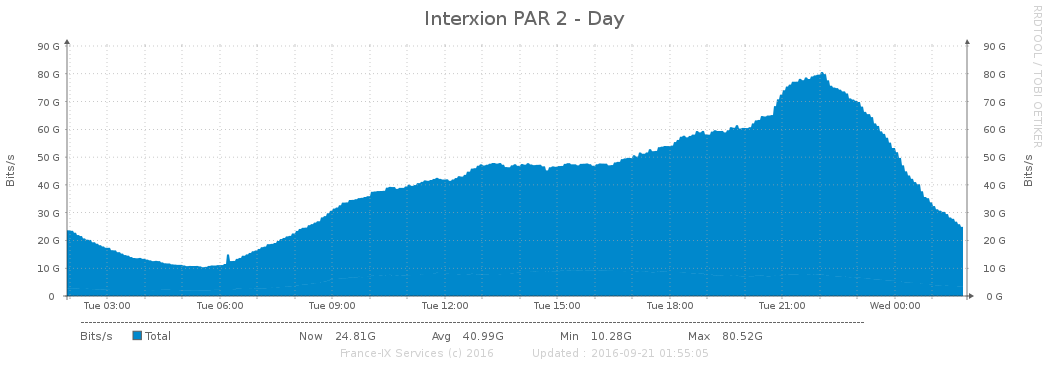 Interxion PAR 2 - Day
RRDTOOL / TOBI OETIKER
90 G 90 G
80 G 80 G
70 G 70 G
60 G 60 G
50 G 50 G
40 G 40 G
30 G 30 G
20 G 20 G
10 G 10 G
0 0 G
Bits/s
Bits/s
Tue 03:00 Tue 06:00 Tue 09:00 Tue 12:00 Tue 15:00 Tue 18:00 Tue 21:00 Wed 00:00
Bits/s Total Now 24.81G Avg 40.99G Min 10.28G Max 80.52G
France-IX Services (c) 2016 Updated : 2016-09-21 01:55:05